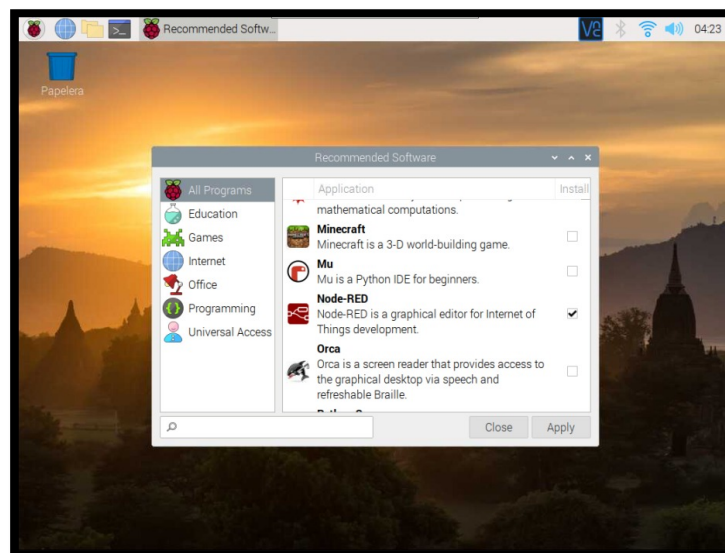 Recommended Softw...
04:23
Papelera
Recommended Software
All Programs
Education
Games
Internet
Office
Programming
Universal Access
Application
Install
mathematical computations.
Minecraft
Minecraft is a 3-D world-building game.
Mu
Mu is a Python IDE for beginners.
Node-RED
Node-RED is a graphical editor for Internet of
Things development.
Orca
Orca is a screen reader that provides access to
the graphical desktop via speech and
refreshable Braille.
Close
Apply